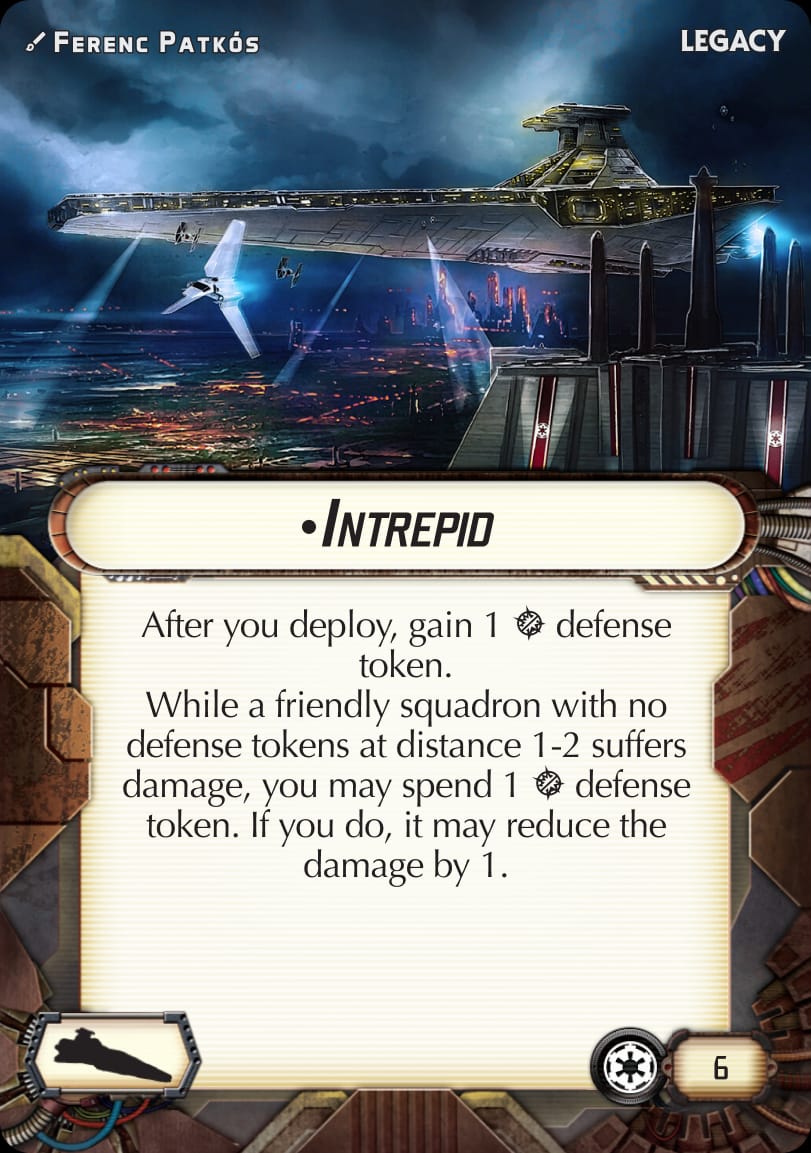 Ferenc Patkós
LEGACY
•Intrepid
After you deploy, gain 1 defense
token.
While a friendly squadron with no
defense tokens at distance 1-2 suffers
damage, you may spend 1 defense
token. If you do, it may reduce the
damage by 1.
6